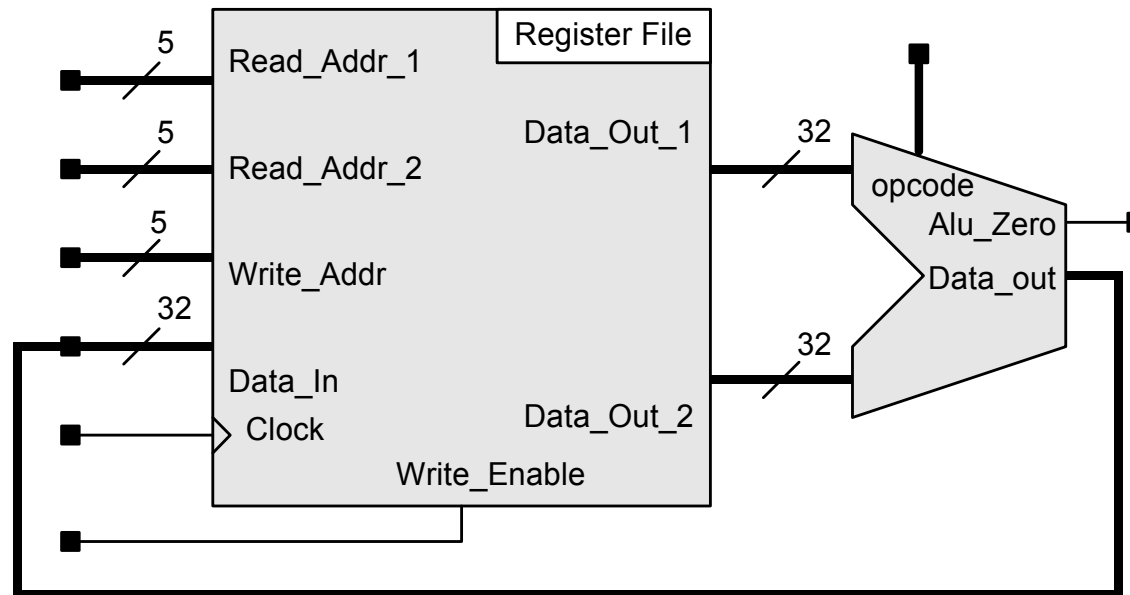 Register File
5
Read_Addr_1
5
Read_Addr_2
5
Write_Addr
32
Data_In
Clock
Write_Enable
Data_Out_1
32
Data_Out_2
32
opcode
Alu_Zero
Data_out